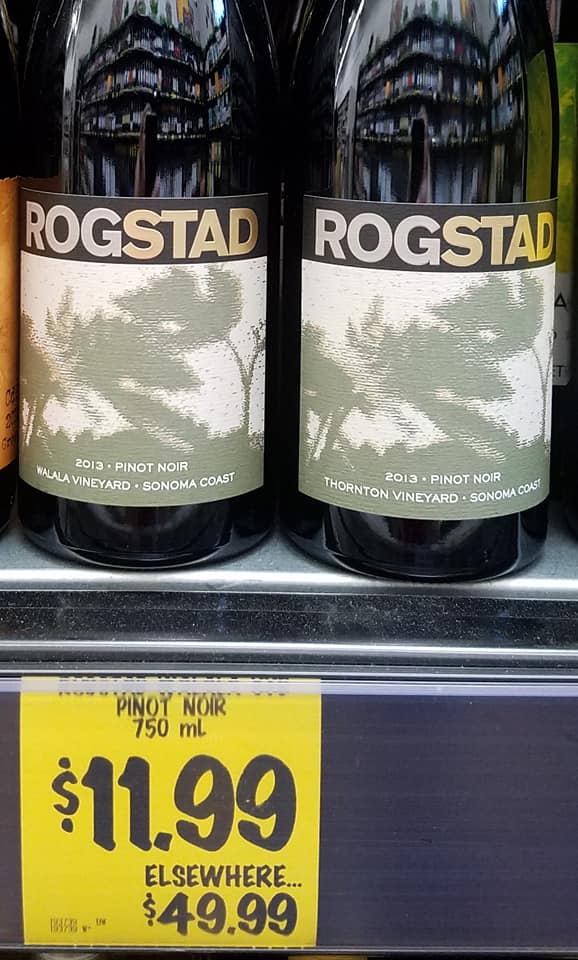 ROGSTAD
2013 • PINOT NOIR
WALALA VINEYARD • SONOMA COAST
ROGSTAD
2013 • PINOT NOIR
THORNTON VINEYARD • SONOMA COAST
PINOT NOIR
750 mL
$11.99
ELSEWHERE...
$49.99